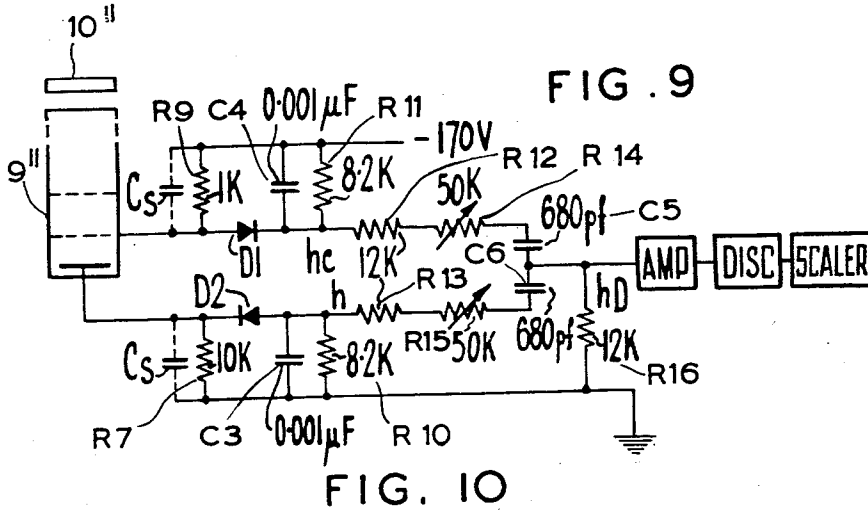 10"
FIG. 9
R9
C4
0·001 µF
R 11
-170V
R 12
R 14
9"
Cs
1K
8·2K
50K
680pf
C5
D1
hc
12K
C6
AMP
DISC
SCALER
D2
h
R 13
hD
Cs
10K
8·2K
R15
50K
680pf
12K
R16
R7
C3
0·001µF
R 10
FIG. 10